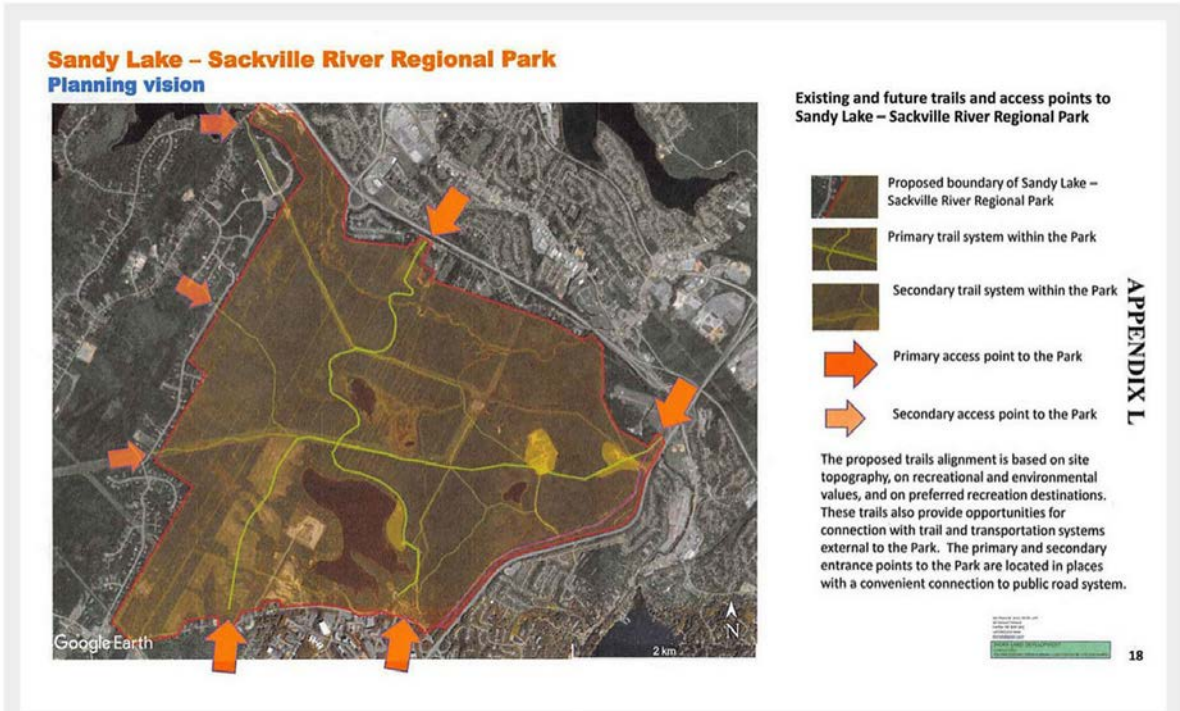 Sandy Lake – Sackville River Regional Park
Planning vision
Google Earth
N
2 km
Existing and future trails and access points to
Sandy Lake – Sackville River Regional Park
Proposed boundary of Sandy Lake –
Sackville River Regional Park
Primary trail system within the Park
Secondary trail system within the Park
Primary access point to the Park
Secondary access point to the Park
The proposed trails alignment is based on site
topography, on recreational and environmental
values, and on preferred recreation destinations.
These trails also provide opportunities for
connection with trail and transportation systems
external to the Park. The primary and secondary
entrance points to the Park are located in places
with a convenient connection to public road system.
APPENDIX L
18